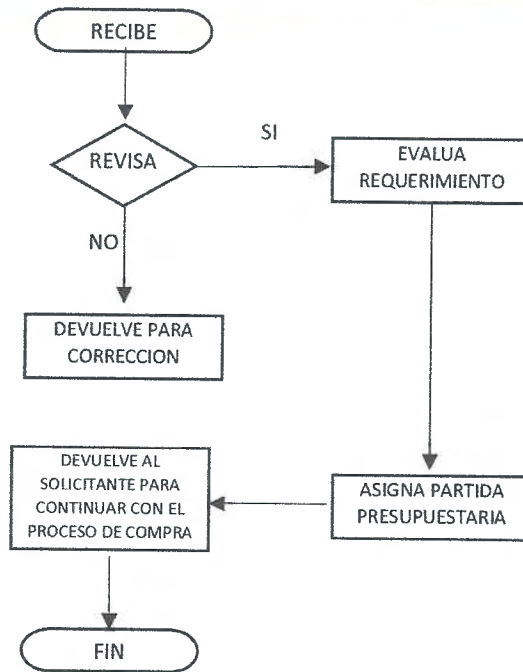 RECIBE
REVISA
SI
EVALUA
REQUERIMIENTO
NO
DEVUELVE PARA
CORRECCION
DEVUELVE AL
SOLICITANTE PARA
CONTINUAR CON EL
PROCESO DE COMPRA
ASIGNA PARTIDA
PRESUPUESTARIA
FIN